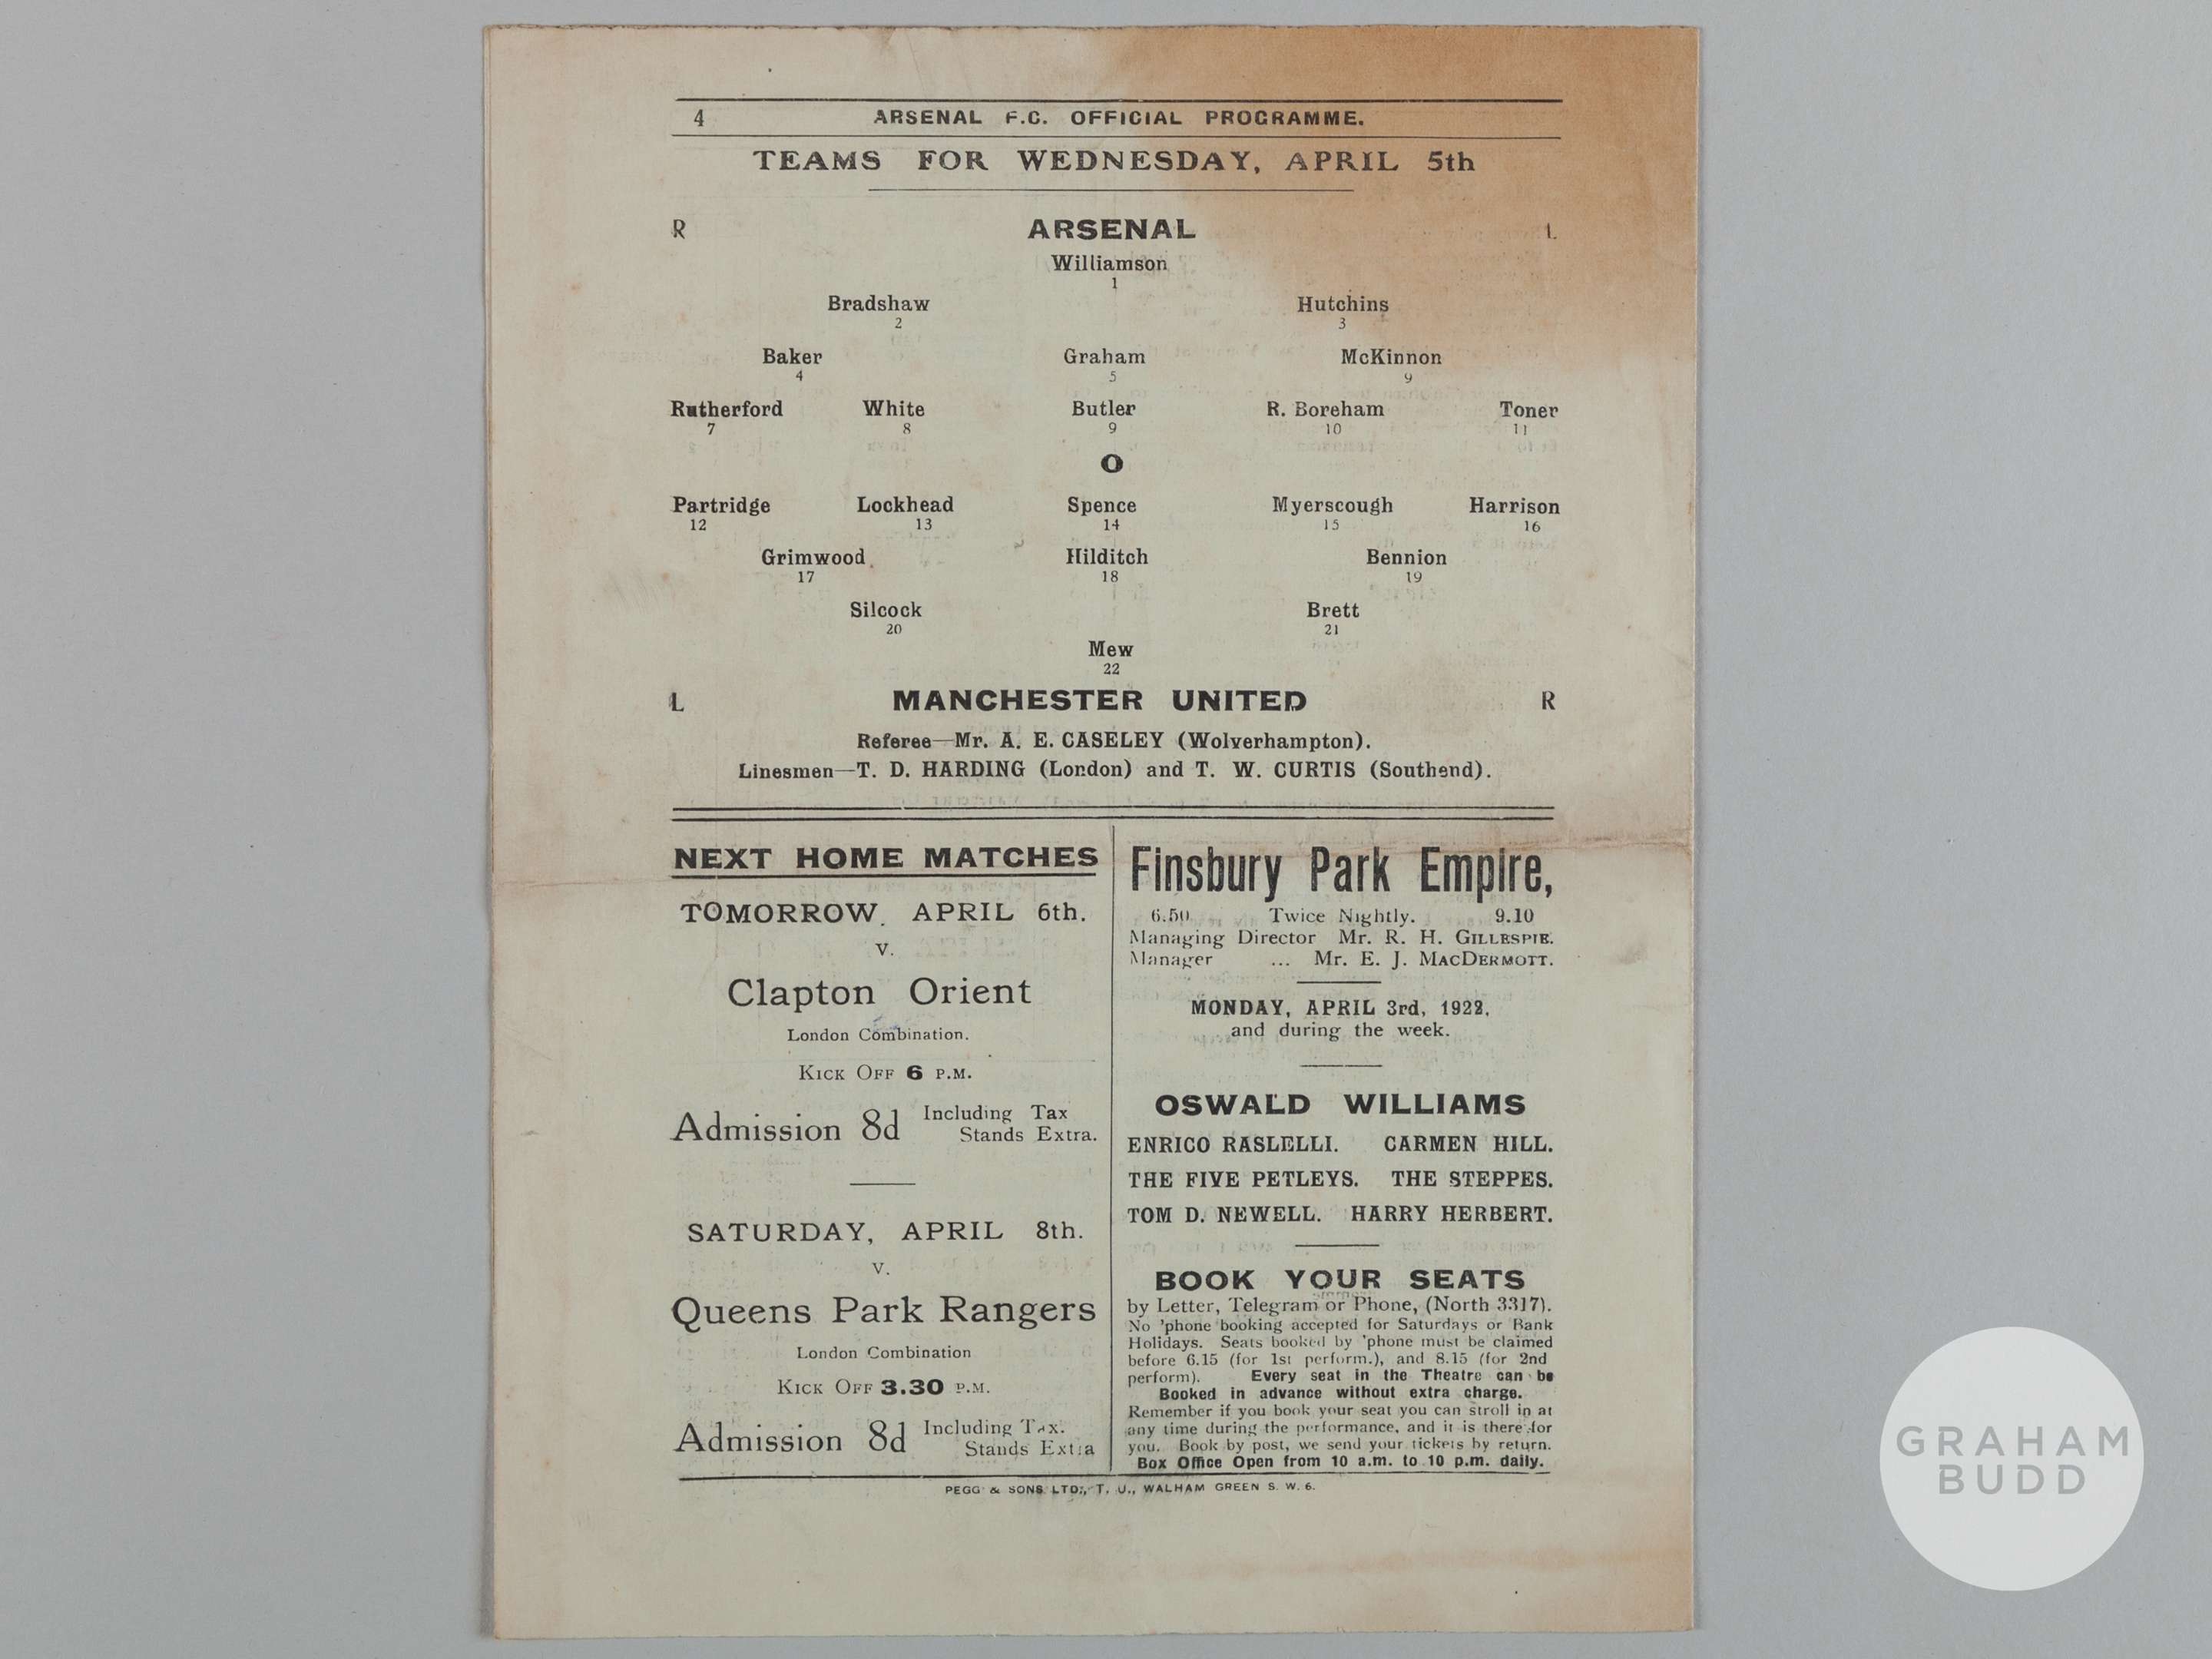 4 ARSENAL F.C. OFFICIAL PROGRAMME.
TEAMS FOR WEDNESDAY, APRIL 5th
R ARSENAL L
Williamson
1
Bradshaw Hutchins
2 3
Baker Graham McKinnon
4 5 9
Rutherford White Butler R. Boreham Toner
7 8 9 10 11
O
Partridge Lockhead Spence Myerscough Harrison
12 13 14 15 16
Grimwood Hilditch Bennion
17 18 19
Silcock Brett
20 21
Mew
22
L MANCHESTER UNITED R
Referee—Mr. A. E. CASELEY (Wolverhampton).
Linesmen—T. D. HARDING (London) and T. W. CURTIS (Southend).
NEXT HOME MATCHES
TOMORROW. APRIL 6th.
v.
Clapton Orient
London Combination.
KICK OFF 6 P.M.
Admission 8d Including Tax
Stands Extra.
SATURDAY, APRIL 8th.
v.
Queens Park Rangers
London Combination
KICK OFF 3.30 P.M.
Admission 8d Including Tax.
Stands Extra
Finsbury Park Empire,
6.50 Twice Nightly. 9.10
Managing Director Mr. R. H. GILLESPIE.
Manager ... Mr. E. J. MACDERMOTT.
MONDAY, APRIL 3rd, 1922.
and during the week.
OSWALD WILLIAMS
ENRICO RASLELLI. CARMEN HILL.
THE FIVE PETLEYS. THE STEPPES.
TOM D. NEWELL. HARRY HERBERT.
BOOK YOUR SEATS
by Letter, Telegram or Phone, (North 3317).
No 'phone booking accepted for Saturdays or Bank
Holidays. Seats booked by 'phone must be claimed
before 6.15 (for 1st perform.), and 8.15 (for 2nd
perform). Every seat in the Theatre can be
Booked in advance without extra charge.
Remember if you book your seat you can stroll in at
any time during the performance, and it is there for
you. Book by post, we send your tickets by return.
Box Office Open from 10 a.m. to 10 p.m. daily.
PEGG & SONS LTD., T. U., WALHAM GREEN S. W. 6.
GRAHAM
BUDD